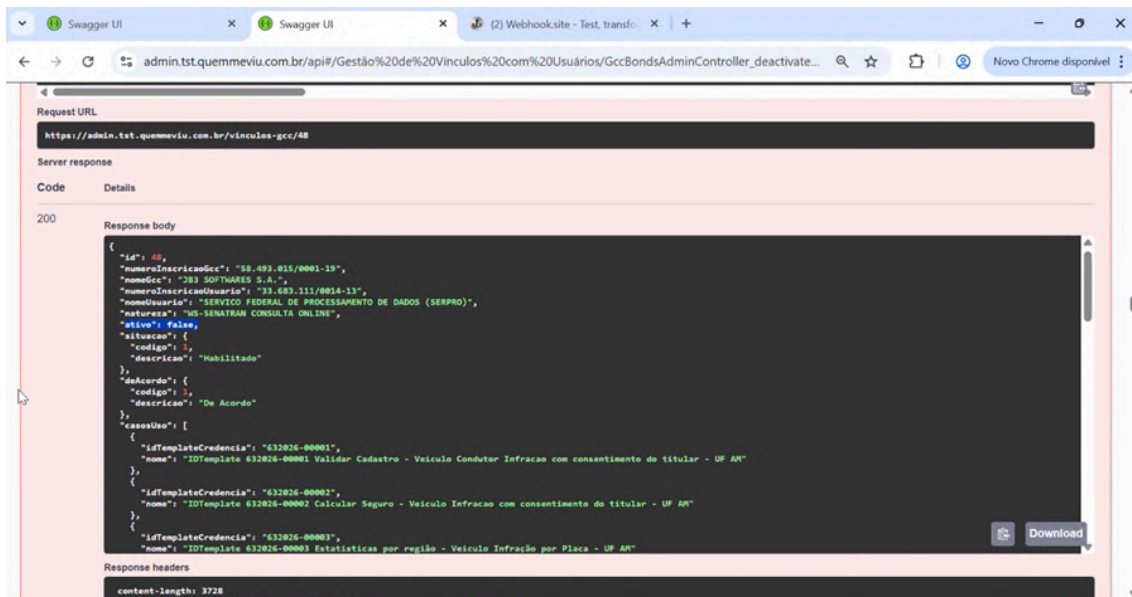 Swagger UI
Swagger UI
(2) Webhook.site - Test, transfo
admin.tst.quemmeviu.com.br/api#/Gestão%20de%20Vínculos%20com%20Usuários/GccBondsAdminController_deactivate...
Novo Chrome disponível
Request URL
https://admin.tst.quemmeviu.com.br/vinculos-gcc/48
Server response
Code Details
200
Response body
{
"id": 48,
"numeroInscricaoGcc": "58.493.015/0001-19",
"nomeGcc": "JB3 SOFTWARES S.A.",
"numeroInscricaoUsuario": "33.683.111/0014-13",
"nomeUsuario": "SERVICO FEDERAL DE PROCESSAMENTO DE DADOS (SERPRO)",
"natureza": "WS-SENATRAN CONSULTA ONLINE",
"ativo": false,
"situacao": {
"codigo": 1,
"descricao": "Habilitado"
},
"deAcordo": {
"codigo": 1,
"descricao": "De Acordo"
},
"casosUso": [
{
"idTemplateCredencia": "632026-00001",
"nome": "IDTemplate 632026-00001 Validar Cadastro - Veiculo Condutor Infracao com consentimento do titular - UF AM"
},
{
"idTemplateCredencia": "632026-00002",
"nome": "IDTemplate 632026-00002 Calcular Seguro - Veiculo Infracao com consentimento do titular - UF AM"
},
{
"idTemplateCredencia": "632026-00003",
"nome": "IDTemplate 632026-00003 Estatisticas por região - Veiculo Infração por Placa - UF AM"
Download
Response headers
content-length: 3728